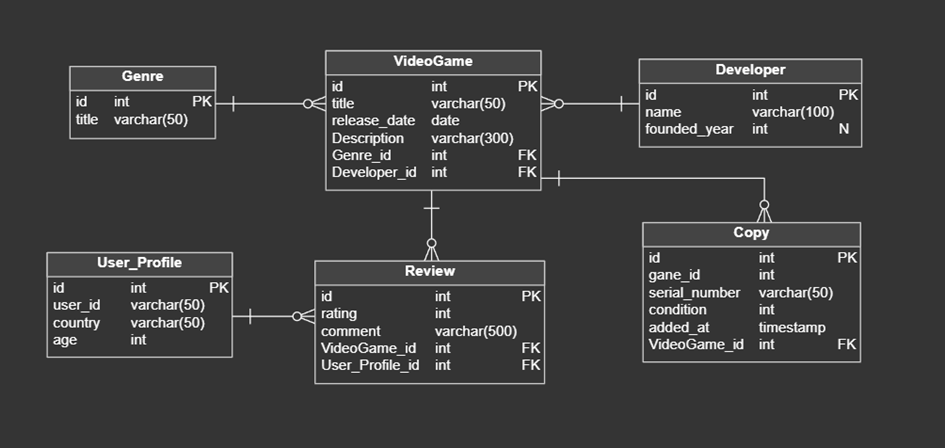 Genre
id int PK
title varchar(50)
VideoGame
id int PK
title varchar(50)
release_date date
Description varchar(300)
Genre_id int FK
Developer_id int FK
Developer
id int PK
name varchar(100)
founded_year int N
User_Profile
id int PK
user_id varchar(50)
country varchar(50)
age int
Review
id int PK
rating int
comment varchar(500)
VideoGame_id int FK
User_Profile_id int FK
Copy
id int PK
gane_id int
serial_number varchar(50)
condition int
added_at timestamp
VideoGame_id int FK